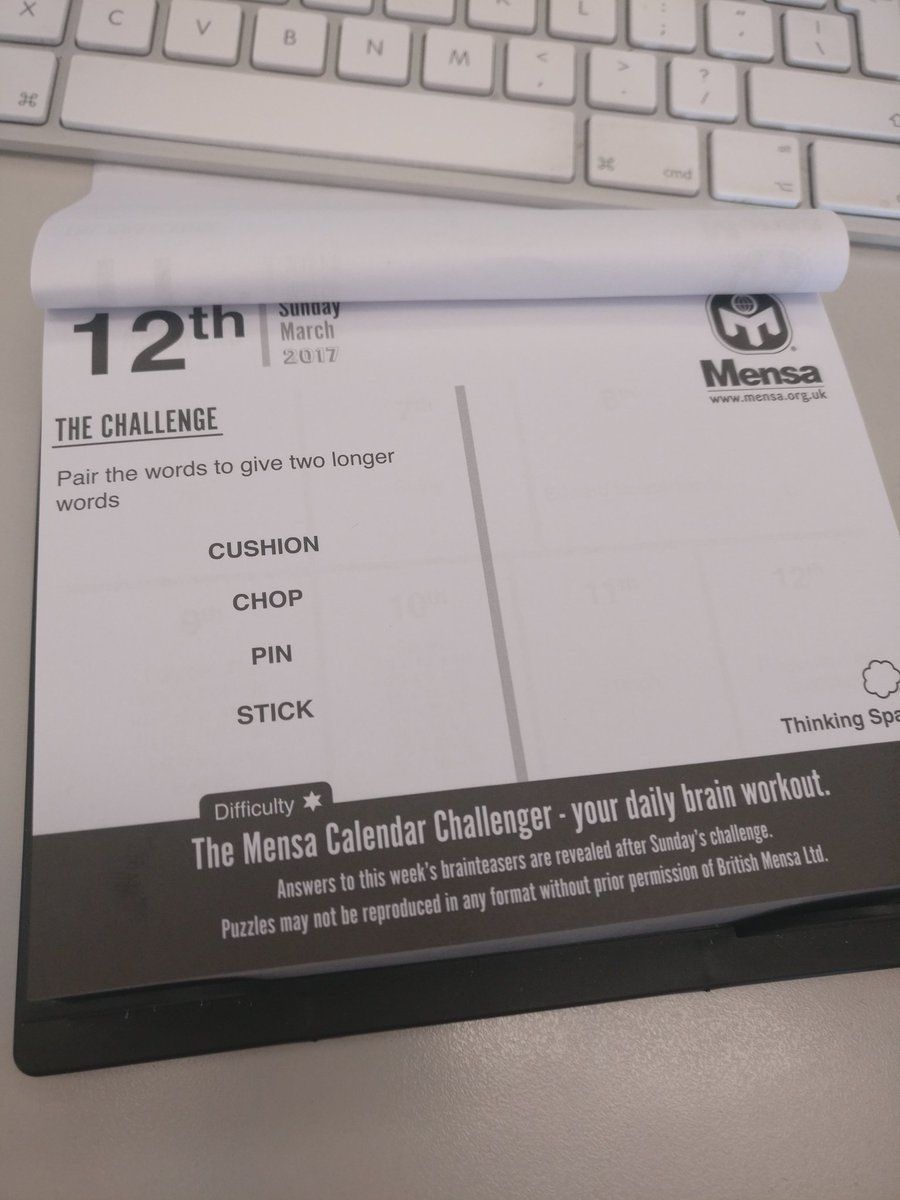 X C V B N M < , > . ? / L : ; " ' | \
⌘ ⌘ cmd ⌥
12th
Sunday
March
2017
Mensa
www.mensa.org.uk
THE CHALLENGE
Pair the words to give two longer
words
CUSHION
CHOP
PIN
STICK
Thinking Spa
Difficulty
The Mensa Calendar Challenger - your daily brain workout.
Answers to this week's brainteasers are revealed after Sunday's challenge.
Puzzles may not be reproduced in any format without prior permission of British Mensa Ltd.